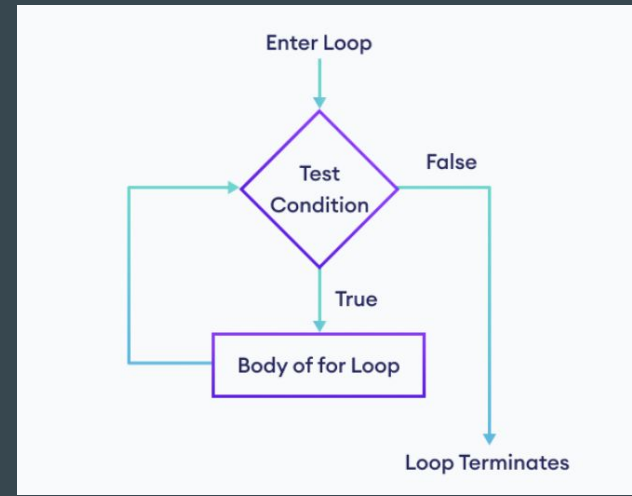 Enter Loop
Test
Condition
False
True
Body of for Loop
Loop Terminates